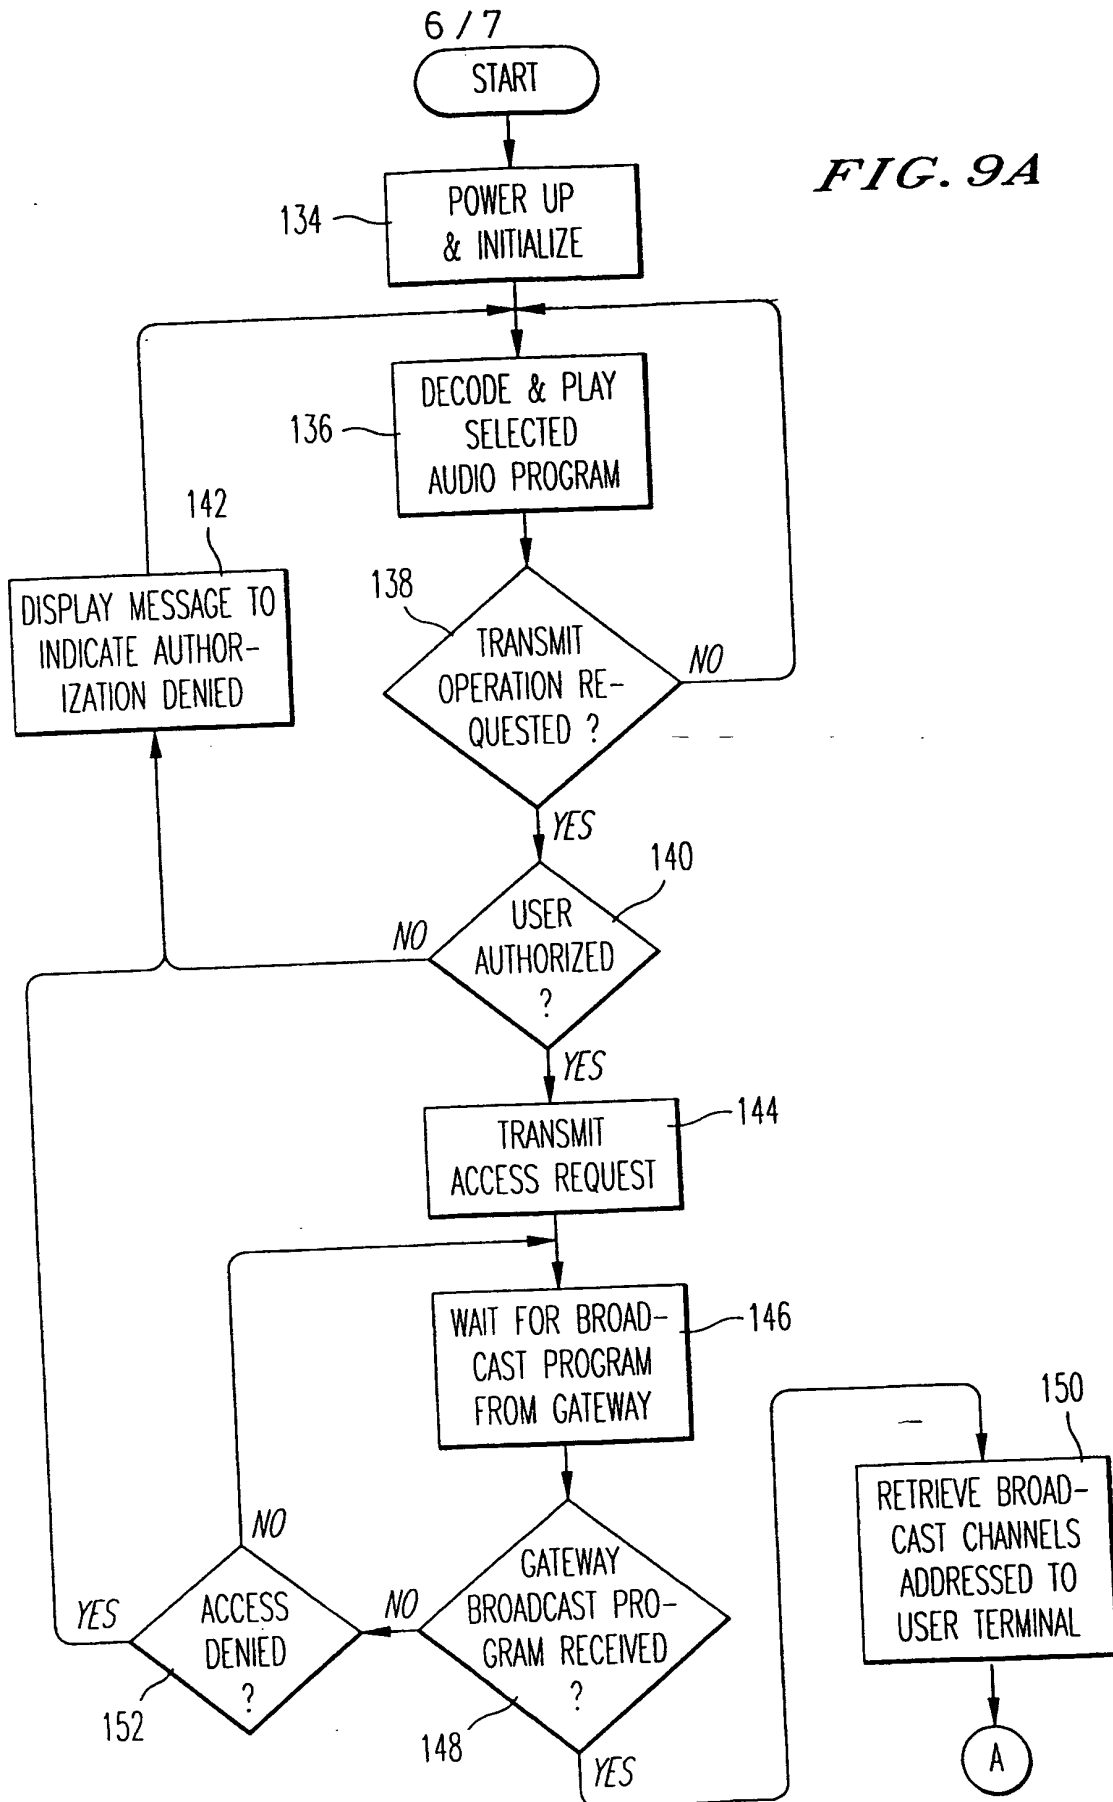 6 / 7
START
FIG. 9A
134
POWER UP
& INITIALIZE
136
DECODE & PLAY
SELECTED
AUDIO PROGRAM
142
DISPLAY MESSAGE TO
INDICATE AUTHOR-
IZATION DENIED
138
TRANSMIT
OPERATION RE-
QUESTED ?
NO
YES
140
USER
AUTHORIZED
?
NO
YES
144
TRANSMIT
ACCESS REQUEST
146
WAIT FOR BROAD-
CAST PROGRAM
FROM GATEWAY
150
RETRIEVE BROAD-
CAST CHANNELS
ADDRESSED TO
USER TERMINAL
GATEWAY
BROADCAST PRO-
GRAM RECEIVED
?
148
NO
YES
ACCESS
DENIED
?
152
NO
YES
A